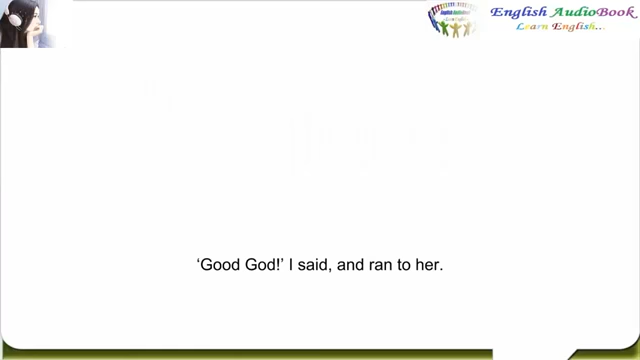 English AudioBook
Learn English...
‘Good God!’ I said, and ran to her.